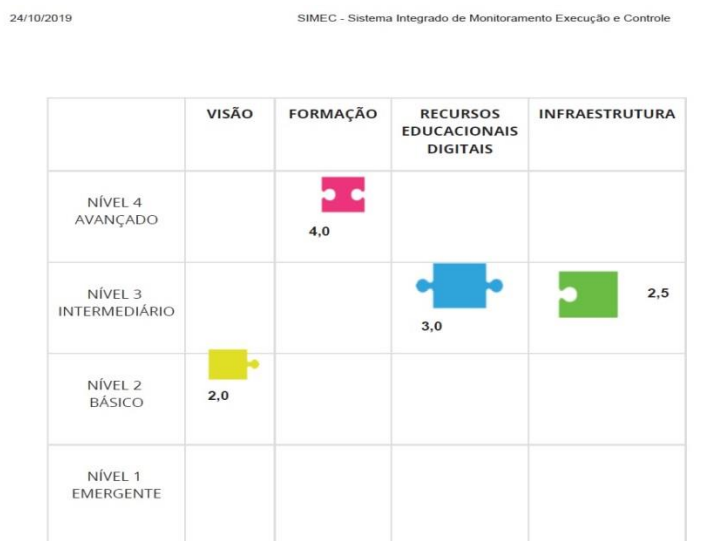 24/10/2019
SIMEC - Sistema Integrado de Monitoramento Execução e Controle
VISÃO
FORMAÇÃO
RECURSOS
EDUCACIONAIS
DIGITAIS
INFRAESTRUTURA
NÍVEL 4
AVANÇADO
4,0
NÍVEL 3
INTERMEDIÁRIO
3,0
2,5
NÍVEL 2
BÁSICO
2,0
NÍVEL 1
EMERGENTE